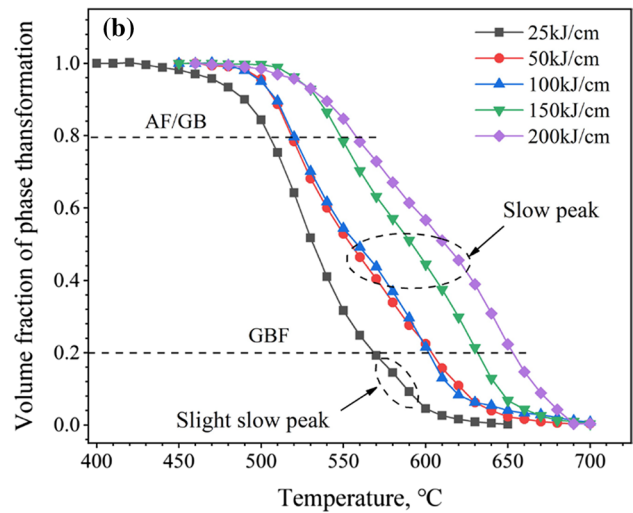 (b)
25kJ/cm
50kJ/cm
100kJ/cm
150kJ/cm
200kJ/cm
AF/GB
Slow peak
GBF
Slight slow peak
Volume fraction of phase transformation
1.0
0.8
0.6
0.4
0.2
0.0
400 450 500 550 600 650 700
Temperature, ℃